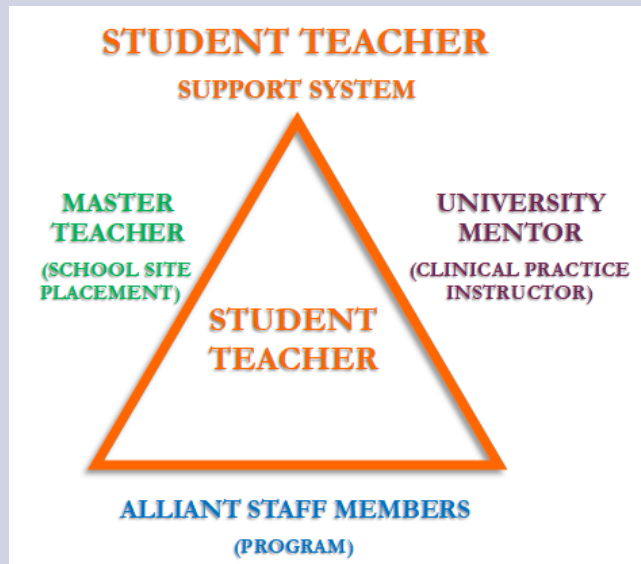 STUDENT TEACHER
SUPPORT SYSTEM
MASTER
TEACHER
(SCHOOL SITE
PLACEMENT)
UNIVERSITY
MENTOR
(CLINICAL PRACTICE
INSTRUCTOR)
STUDENT
TEACHER
ALLIANT STAFF MEMBERS
(PROGRAM)